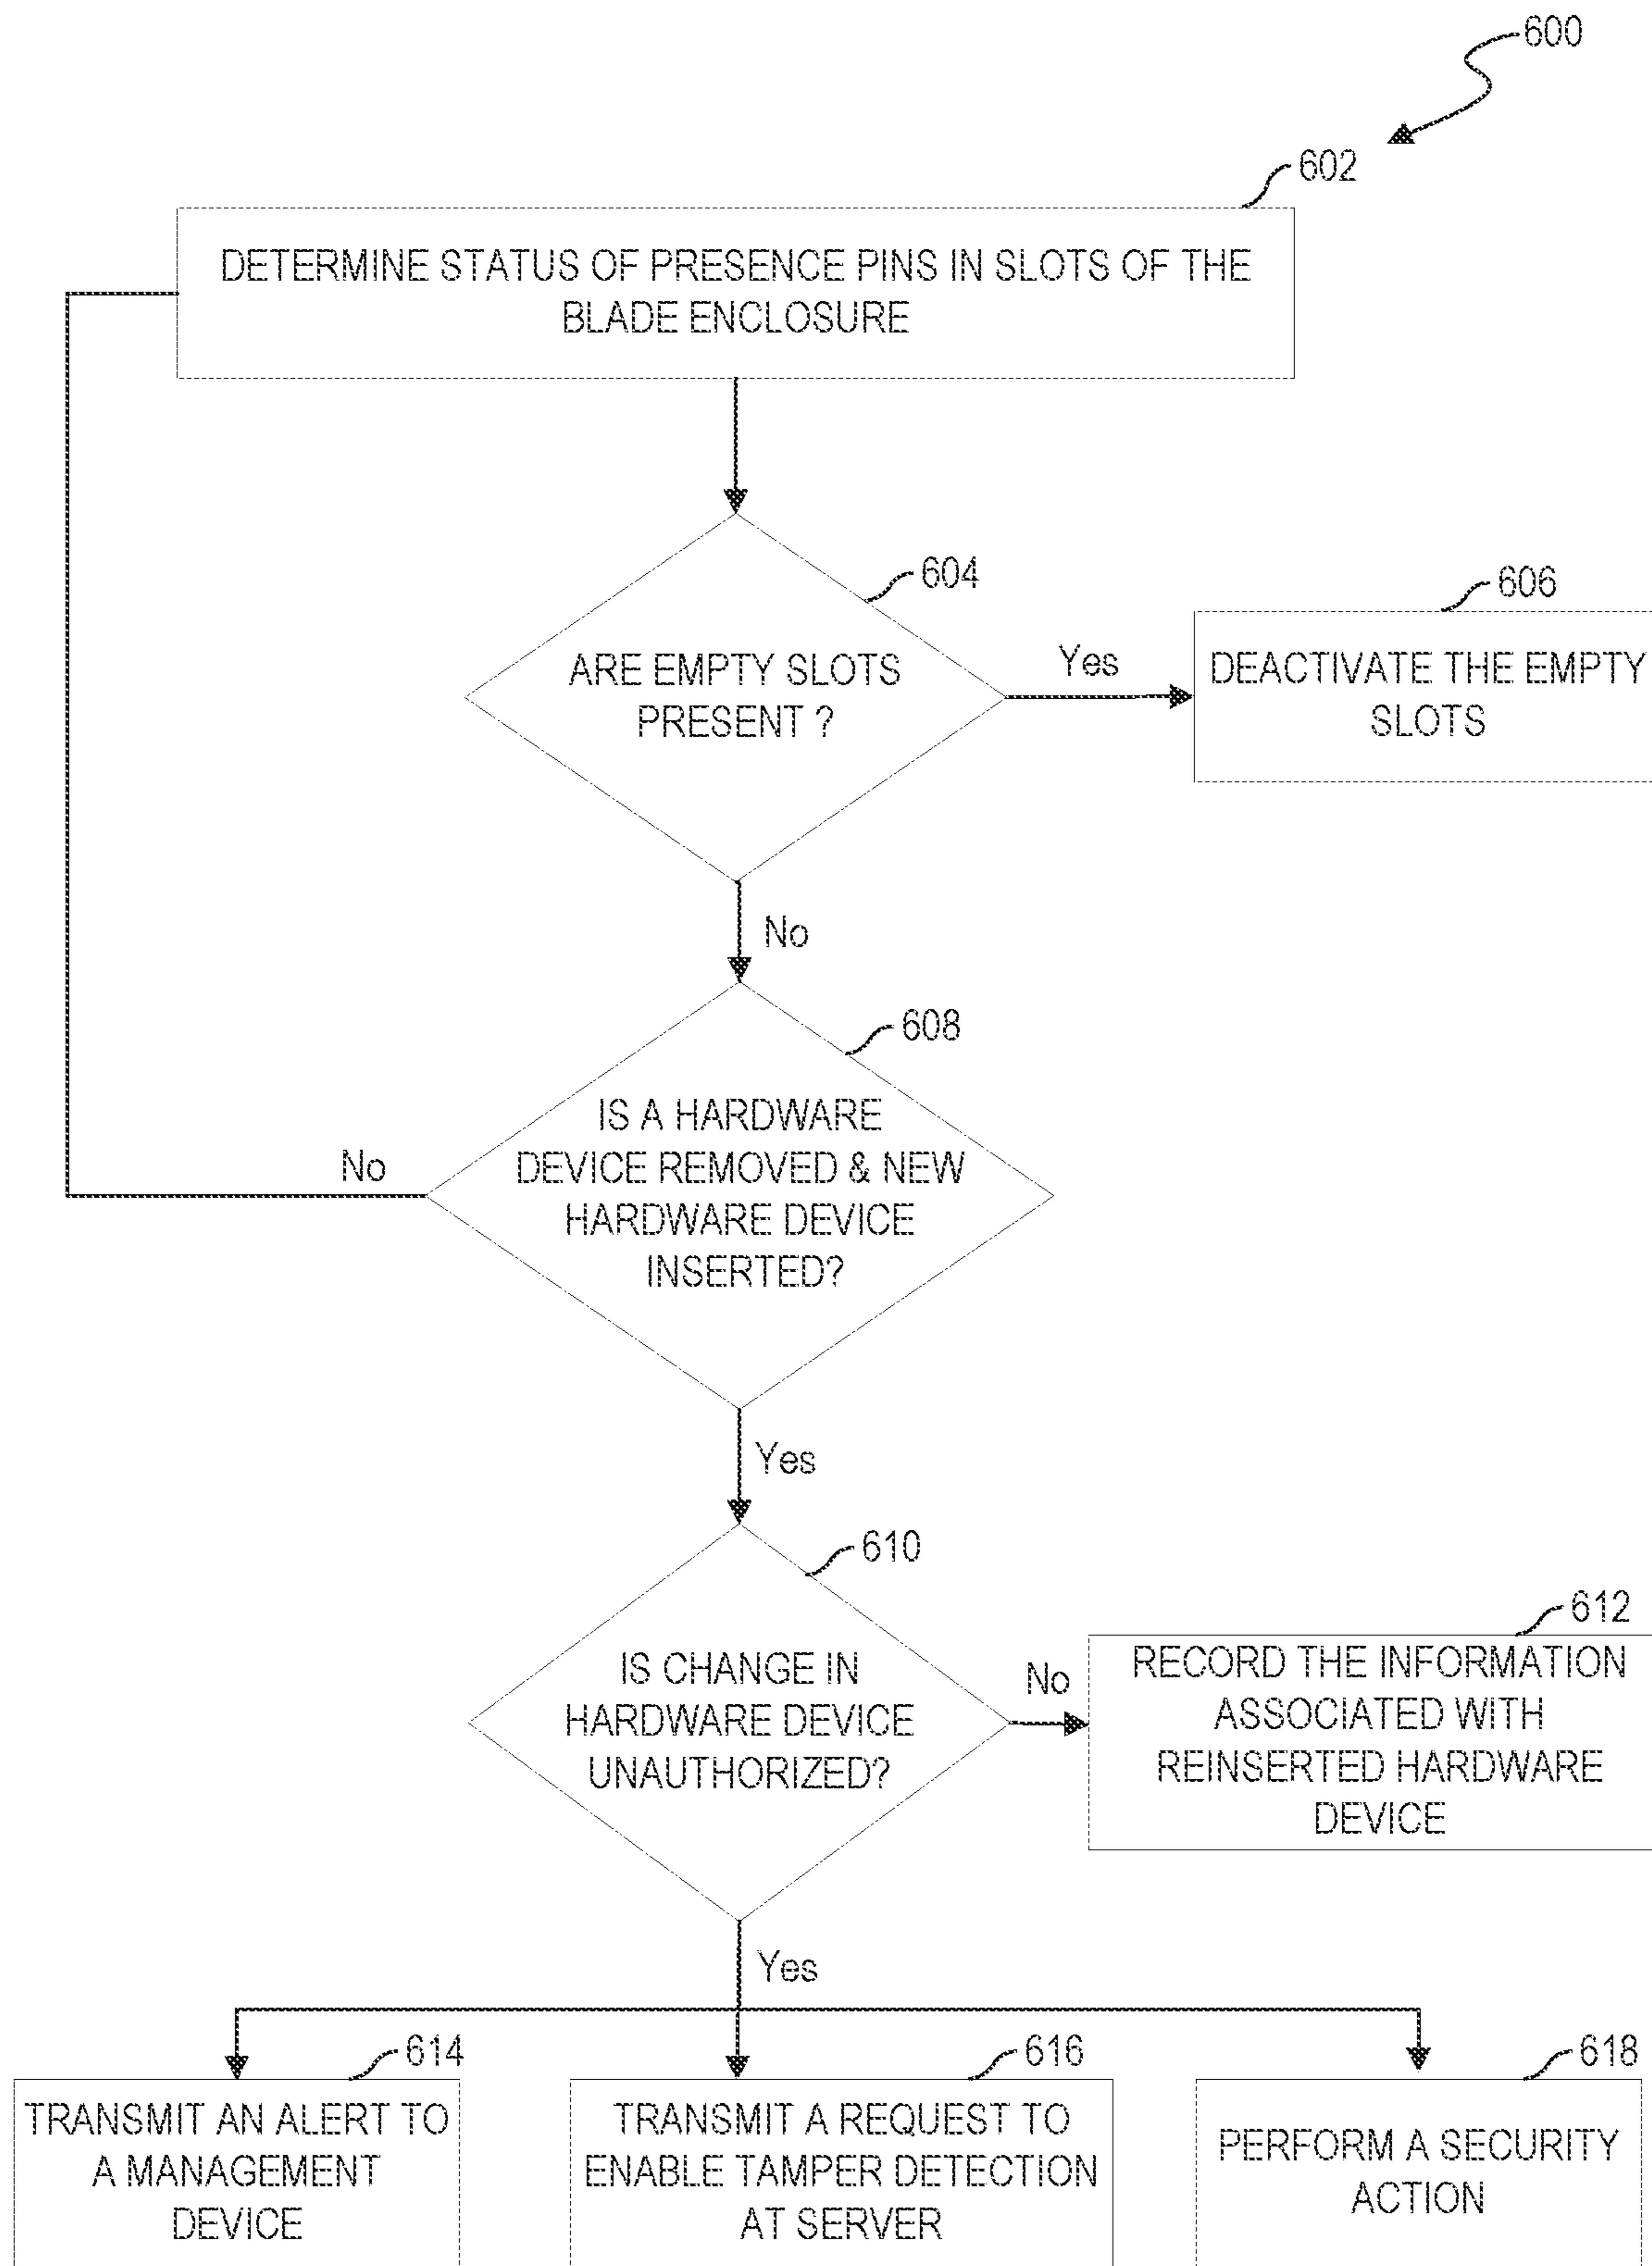 600
602
DETERMINE STATUS OF PRESENCE PINS IN SLOTS OF THE
BLADE ENCLOSURE
604
ARE EMPTY SLOTS
PRESENT ?
Yes
606
DEACTIVATE THE EMPTY
SLOTS
No
608
IS A HARDWARE
DEVICE REMOVED & NEW
HARDWARE DEVICE
INSERTED?
No
Yes
610
IS CHANGE IN
HARDWARE DEVICE
UNAUTHORIZED?
No
612
RECORD THE INFORMATION
ASSOCIATED WITH
REINSERTED HARDWARE
DEVICE
Yes
614
TRANSMIT AN ALERT TO
A MANAGEMENT
DEVICE
616
TRANSMIT A REQUEST TO
ENABLE TAMPER DETECTION
AT SERVER
618
PERFORM A SECURITY
ACTION